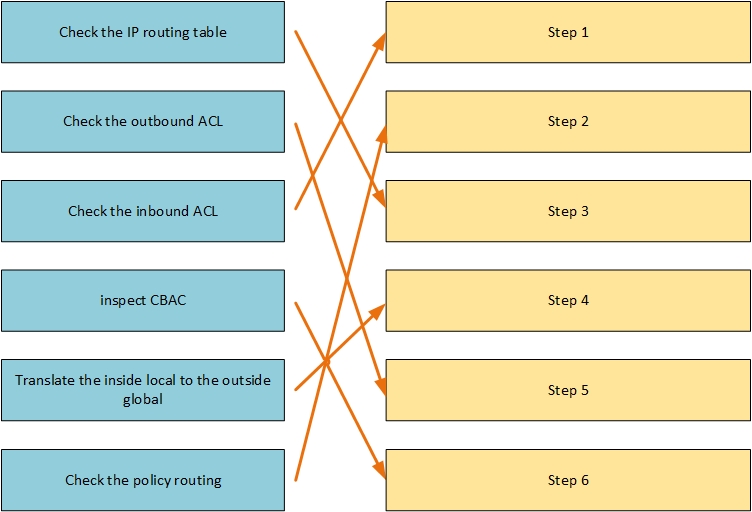 Check the IP routing table
Step 1
Check the outbound ACL
Step 2
Check the inbound ACL
Step 3
inspect CBAC
Step 4
Translate the inside local to the outside
global
Step 5
Check the policy routing
Step 6